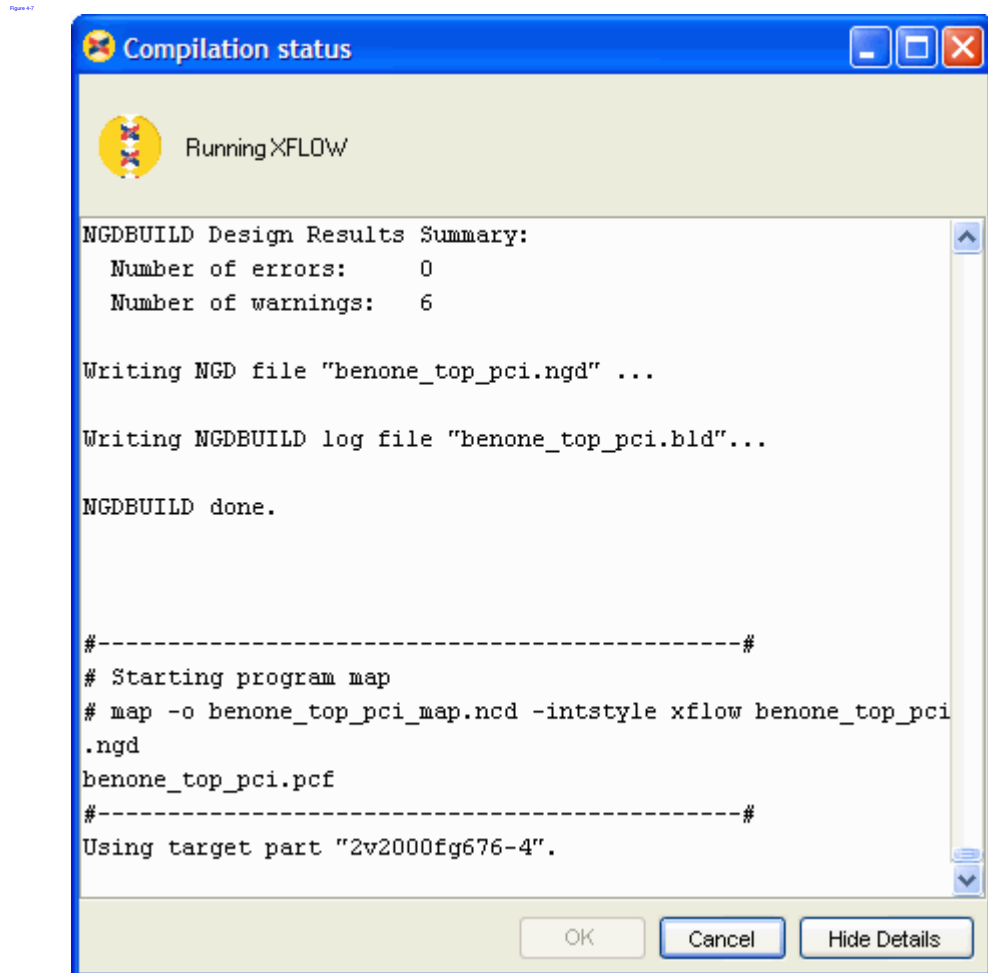 Figure 4-7
Compilation status
Running XFLOW
NGDBUILD Design Results Summary:
  Number of errors:     0
  Number of warnings:   6
Writing NGD file "benone_top_pci.ngd" ...
Writing NGDBUILD log file "benone_top_pci.bld"...
NGDBUILD done.
#----------------------------------------------#
# Starting program map
# map -o benone_top_pci_map.ncd -intstyle xflow benone_top_pci
.ngd
benone_top_pci.pcf
#----------------------------------------------#
Using target part "2v2000fg676-4".
OK Cancel Hide Details